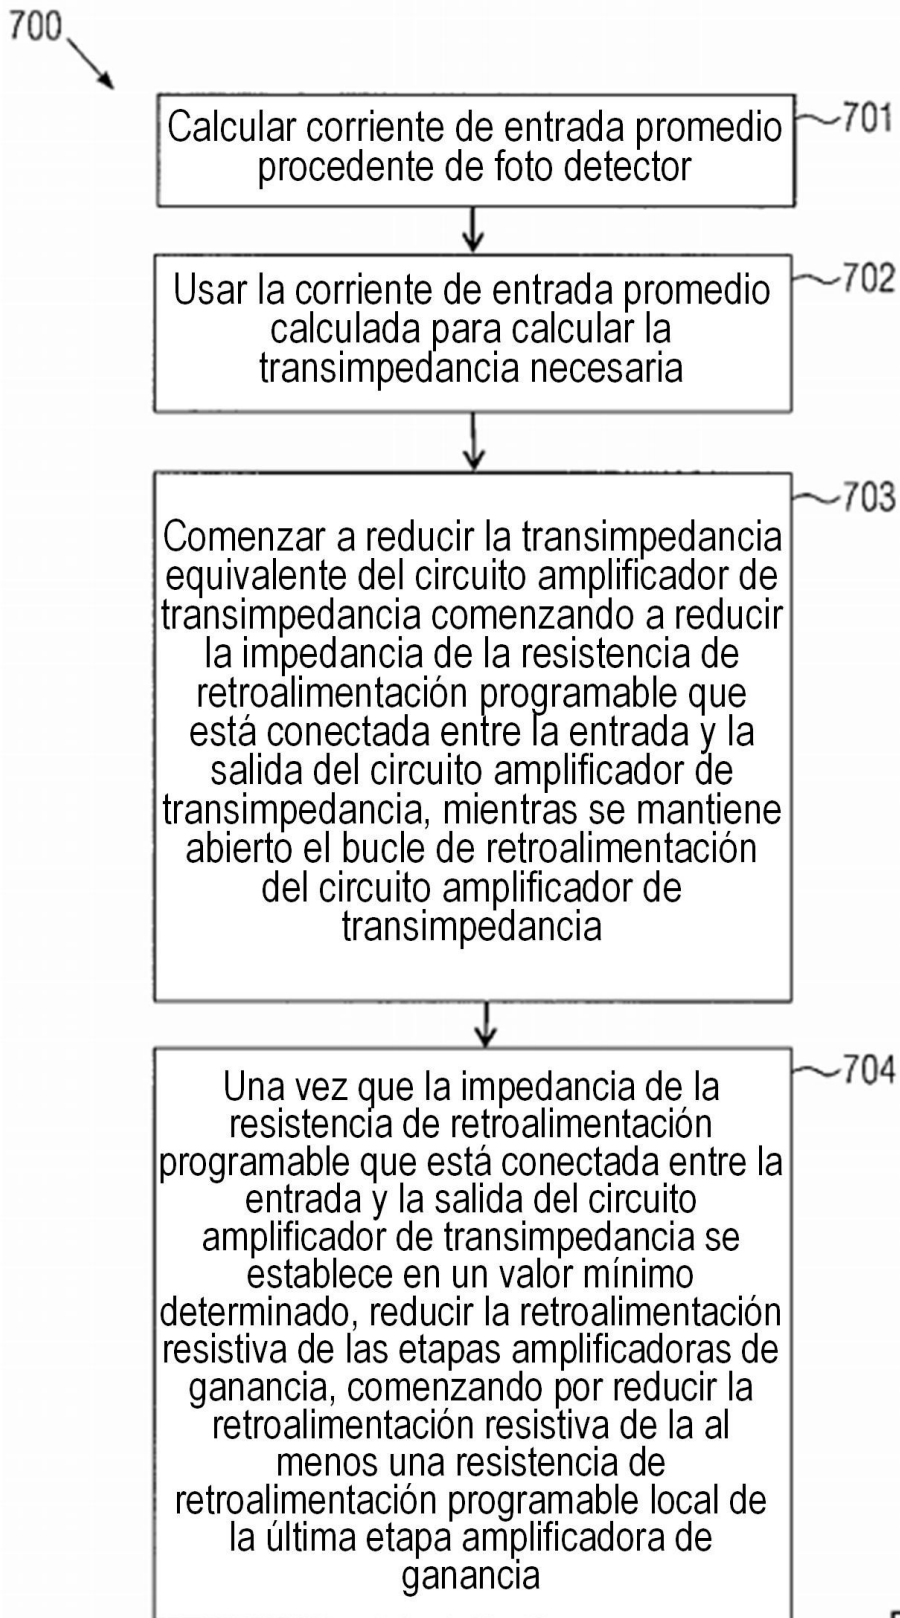 700
Calcular corriente de entrada promedio
procedente de foto detector
701
Usar la corriente de entrada promedio
calculada para calcular la
transimpedancia necesaria
702
Comenzar a reducir la transimpedancia
equivalente del circuito amplificador de
transimpedancia comenzando a reducir
la impedancia de la resistencia de
retroalimentación programable que
está conectada entre la entrada y la
salida del circuito amplificador de
transimpedancia, mientras se mantiene
abierto el bucle de retroalimentación
del circuito amplificador de
transimpedancia
703
Una vez que la impedancia de la
resistencia de retroalimentación
programable que está conectada entre la
entrada y la salida del circuito
amplificador de transimpedancia se
establece en un valor mínimo
determinado, reducir la retroalimentación
resistiva de las etapas amplificadoras de
ganancia, comenzando por reducir la
retroalimentación resistiva de la al
menos una resistencia de
retroalimentación programable local de
la última etapa amplificadora de
ganancia
704